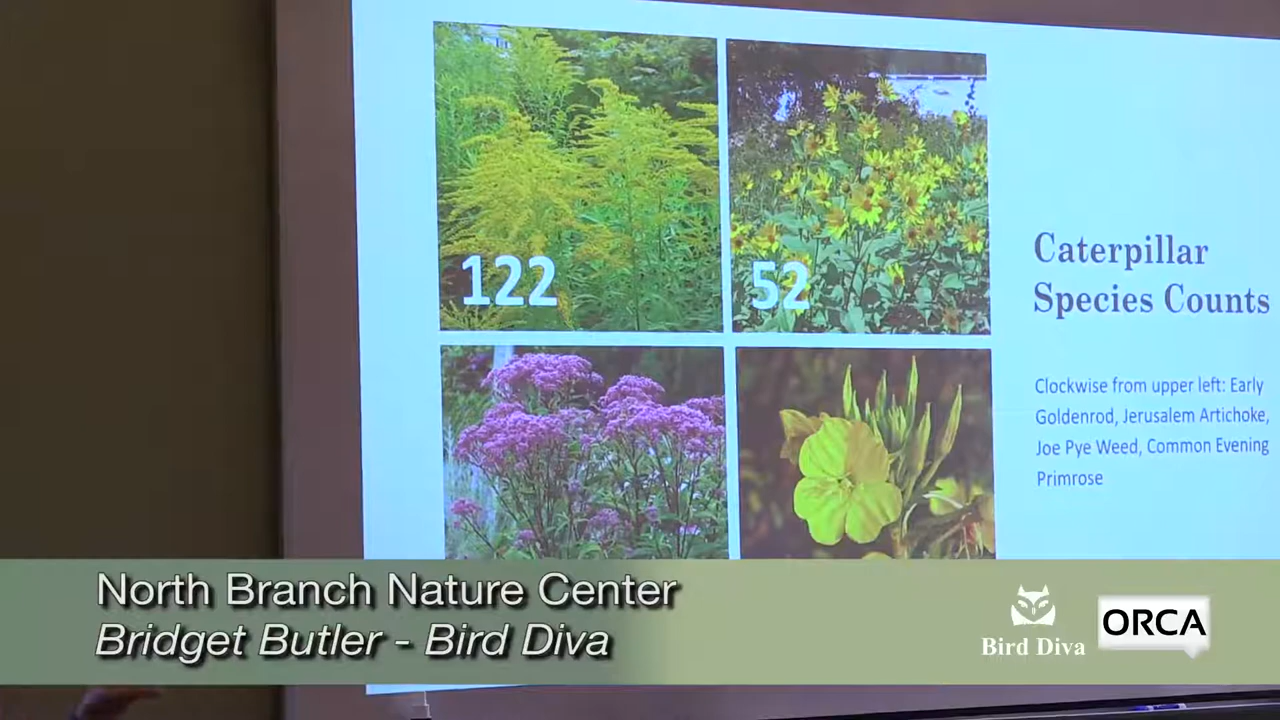 122
52
Caterpillar
Species Counts
Clockwise from upper left: Early
Goldenrod, Jerusalem Artichoke,
Joe Pye Weed, Common Evening
Primrose
North Branch Nature Center
Bridget Butler - Bird Diva
Bird Diva
ORCA